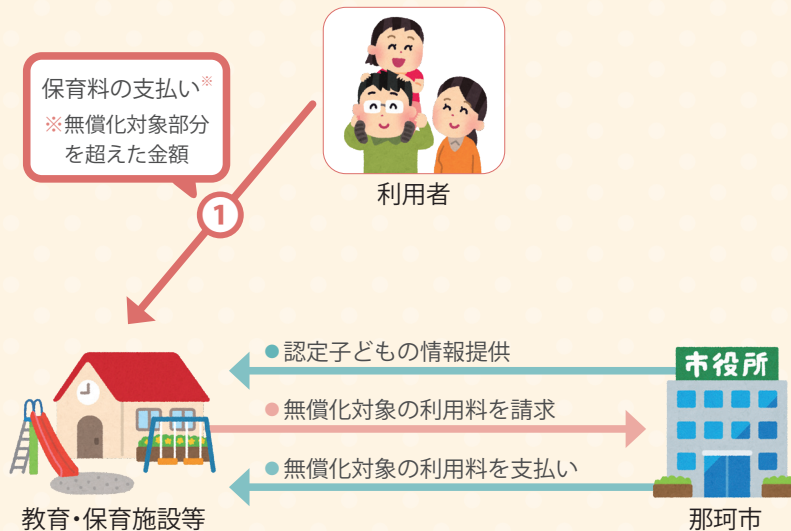 保育料の支払い※
※無償化対象部分
を超えた金額
利用者
1
●認定子どもの情報提供
市役所
●無償化対象の利用料を請求
●無償化対象の利用料を支払い
教育・保育施設等
那珂市